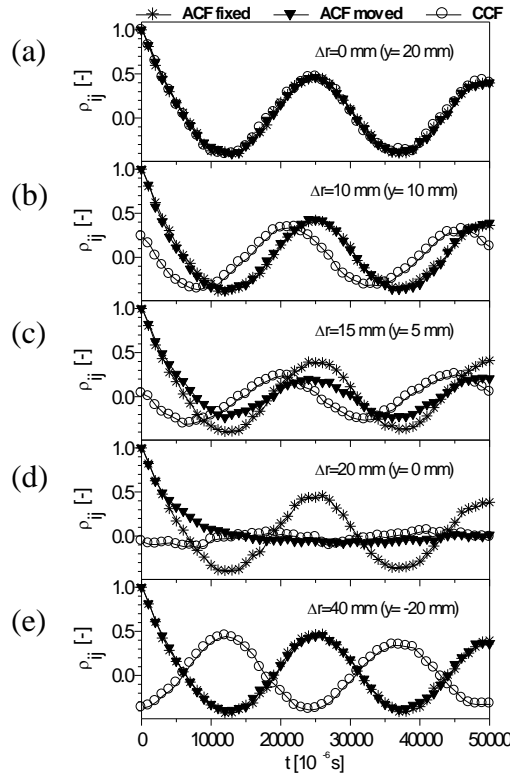 ACF fixed ACF moved CCF
(a)
ρij [-]
1.0
0.5
0.0
Δr=0 mm (y= 20 mm)
(b)
ρij [-]
1.0
0.5
0.0
Δr=10 mm (y= 10 mm)
(c)
ρij [-]
1.0
0.5
0.0
Δr=15 mm (y= 5 mm)
(d)
ρij [-]
1.0
0.5
0.0
Δr=20 mm (y= 0 mm)
(e)
ρij [-]
1.0
0.5
0.0
Δr=40 mm (y= -20 mm)
0 10000 20000 30000 40000 50000
t [10⁻⁶s]